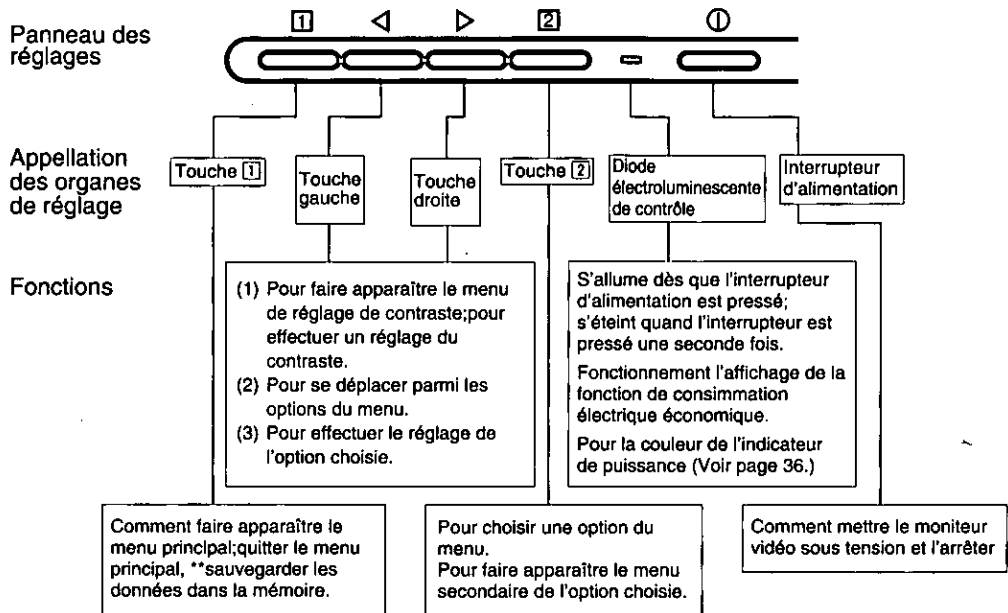 1 ◁ ▷ 2
Panneau des
réglages
Appellation
des organes
de réglage
Touche 1
Touche
gauche
Touche
droite
Touche 2
Diode
électroluminescente
de contrôle
Interrupteur
d'alimentation
Fonctions
(1) Pour faire apparaître le menu
de réglage de contraste;pour
effectuer un réglage du
contraste.
(2) Pour se déplacer parmi les
options du menu.
(3) Pour effectuer le réglage de
l'option choisie.
S'allume dès que l'interrupteur
d'alimentation est pressé;
s'éteint quand l'interrupteur est
pressé une seconde fois.
Fonctionnement l'affichage de la
fonction de consimmation
électrique économique.
Pour la couleur de l'indicateur
de puissance (Voir page 36.)
Comment faire apparaître le
menu principal;quitter le menu
principal, **sauvegarder les
données dans la mémoire.
Pour choisir une option du
menu.
Pour faire apparaître le menu
secondaire de l'option choisie.
Comment mettre le moniteur
vidéo sous tension et l'arrêter